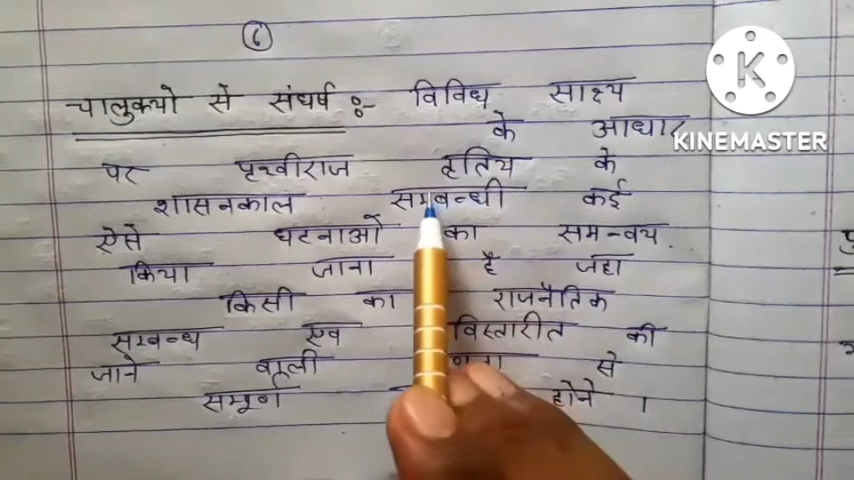 6
चालुक्यो से संघर्ष :- विविध साक्ष्य
के आधार
पर पृथ्वीराज तृतिय के
शासनकाल सम्बन्धी कई
ऐसे घटनाओं का समन्वय
किया जाना है जहा
किसी का राजनैतिक
सम्बन्ध एव विस्तारीत की
जाने वाली से
सम्पूर्ण होने ।
K
KINEMASTER